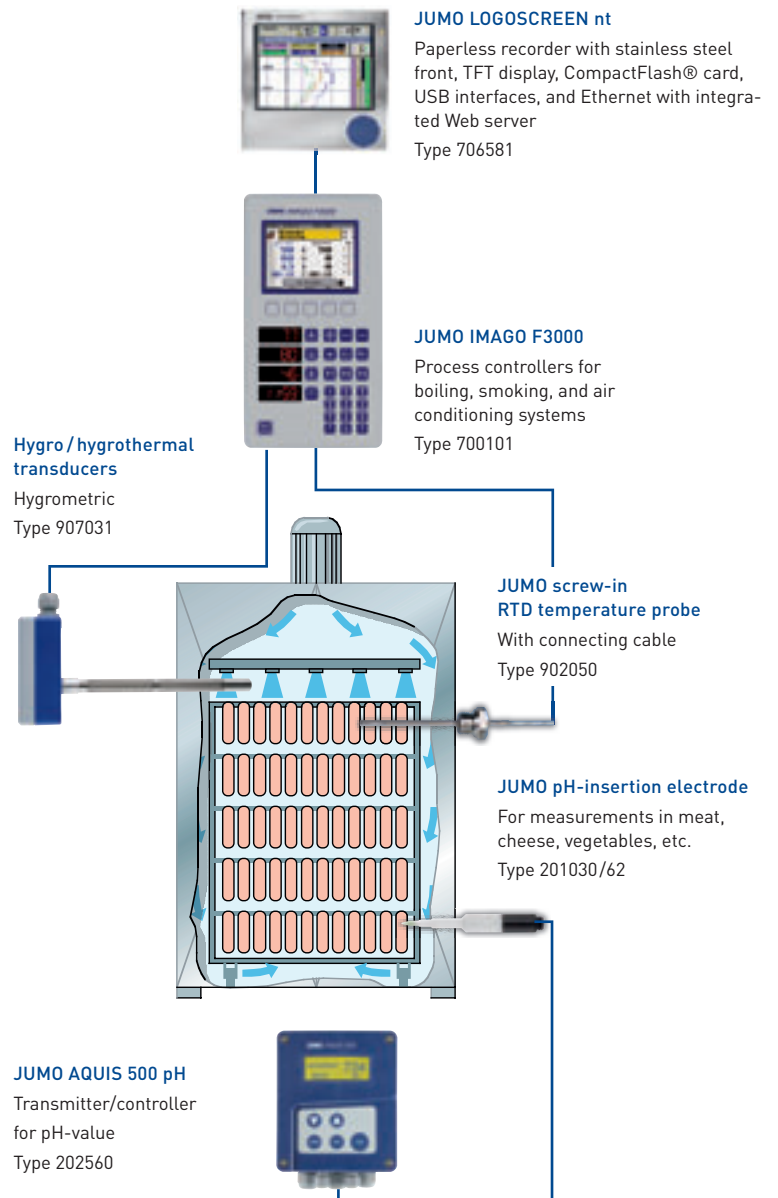 JUMO LOGOSCREEN nt
Paperless recorder with stainless steel
front, TFT display, CompactFlash® card,
USB interfaces, and Ethernet with integra-
ted Web server
Type 706581
JUMO IMAGO F3000
Process controllers for
boiling, smoking, and air
conditioning systems
Type 700101
Hygro / hygrothermal
transducers
Hygrometric
Type 907031
JUMO screw-in
RTD temperature probe
With connecting cable
Type 902050
JUMO pH-insertion electrode
For measurements in meat,
cheese, vegetables, etc.
Type 201030/62
JUMO AQUIS 500 pH
Transmitter/controller
for pH-value
Type 202560